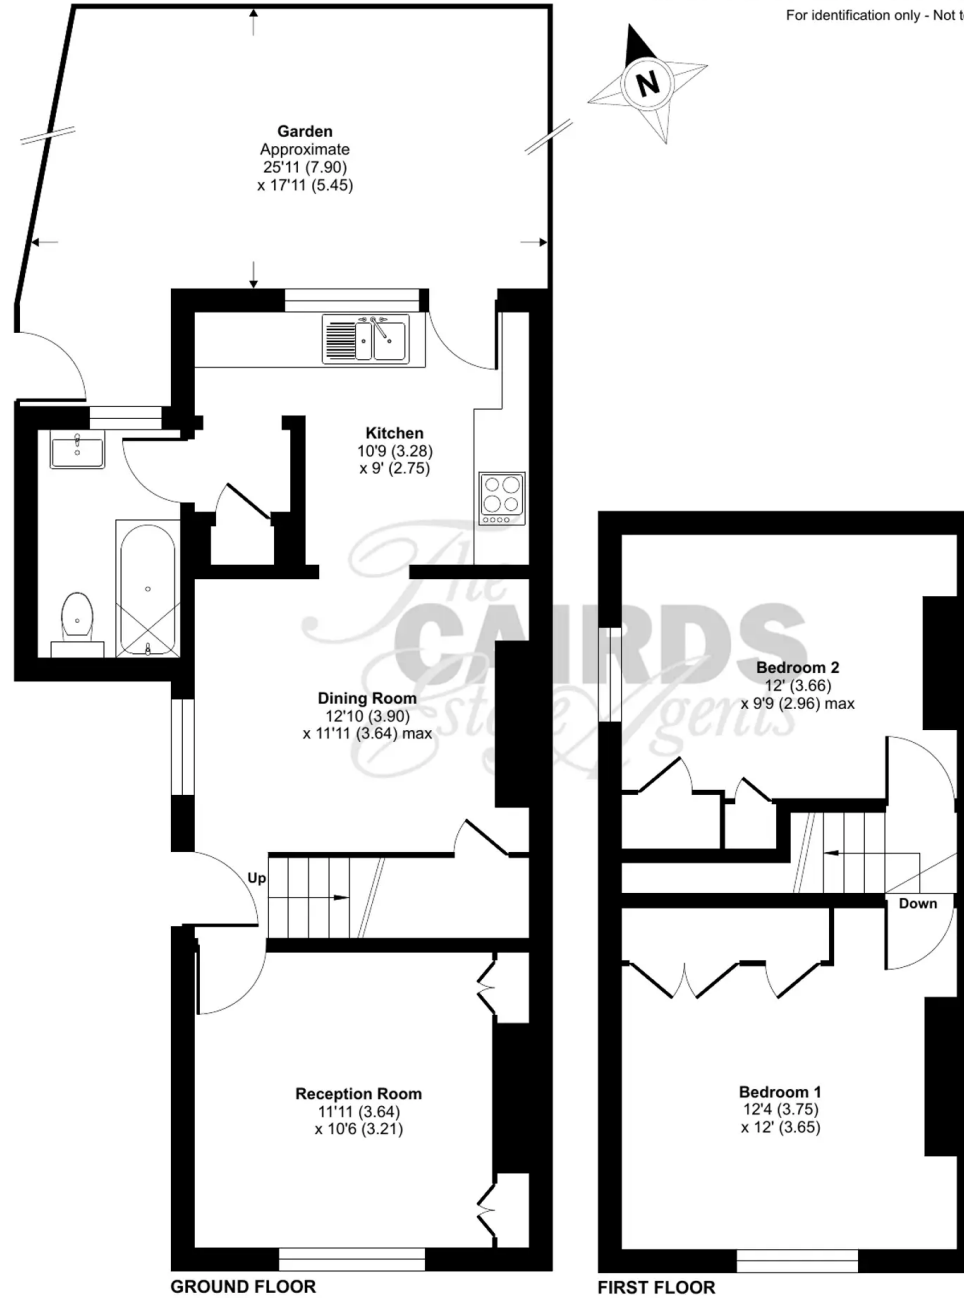 For identification only - Not t
N
Garden
Approximate
25'11 (7.90)
x 17'11 (5.45)
Kitchen
10'9 (3.28)
x 9' (2.75)
The
CAIRDS
Estate Agents
Dining Room
12'10 (3.90)
x 11'11 (3.64) max
Bedroom 2
12' (3.66)
x 9'9 (2.96) max
Up
Down
Reception Room
11'11 (3.64)
x 10'6 (3.21)
Bedroom 1
12'4 (3.75)
x 12' (3.65)
GROUND FLOOR
FIRST FLOOR